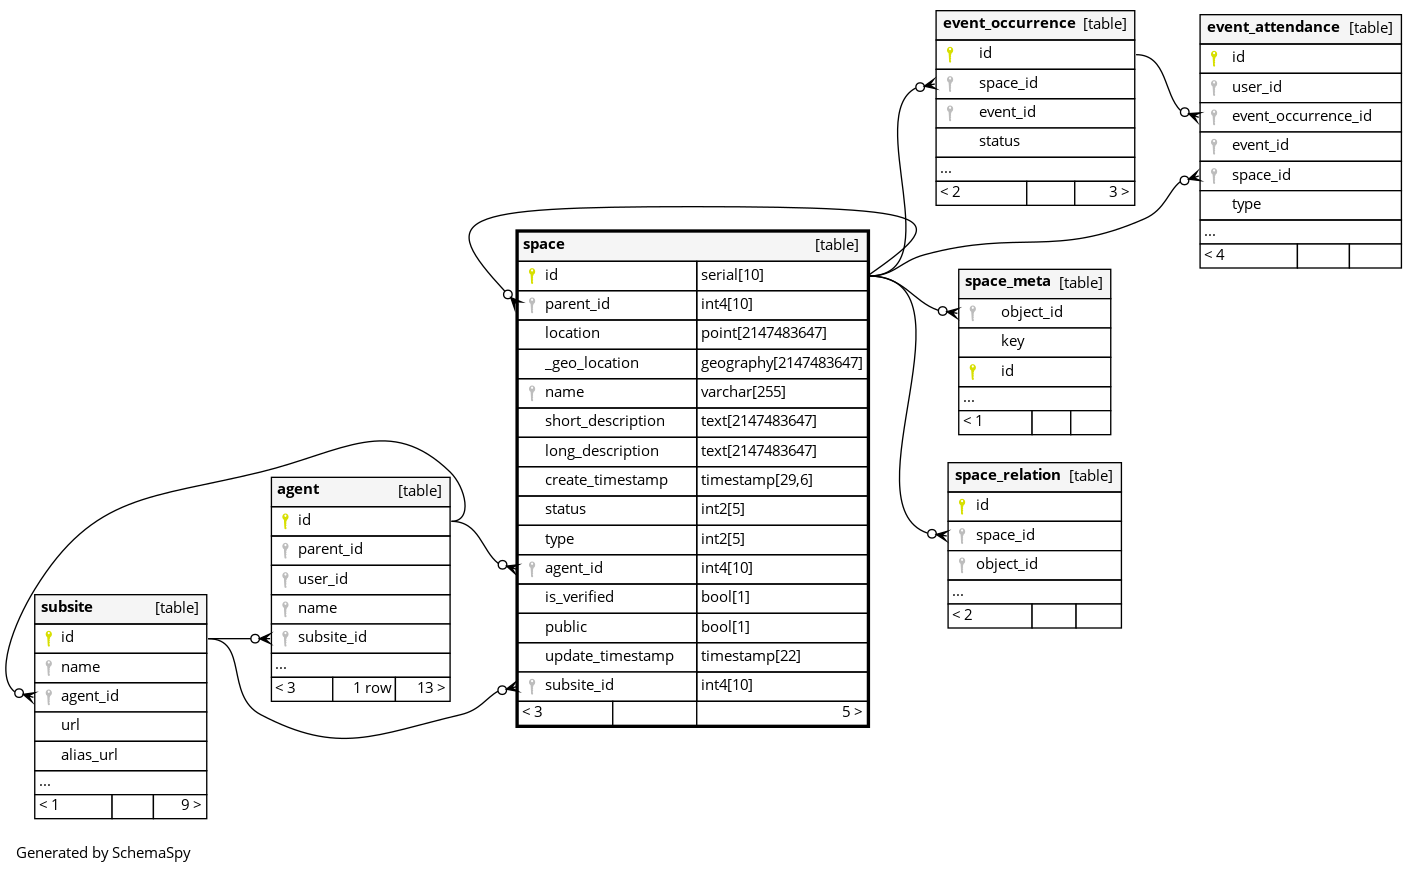 event_occurrence [table]
id
space_id
event_id
status
...
< 2 3 >
event_attendance [table]
id
user_id
event_occurrence_id
event_id
space_id
type
...
< 4
space [table]
id serial[10]
parent_id int4[10]
location point[2147483647]
_geo_location geography[2147483647]
name varchar[255]
short_description text[2147483647]
long_description text[2147483647]
create_timestamp timestamp[29,6]
status int2[5]
type int2[5]
agent_id int4[10]
is_verified bool[1]
public bool[1]
update_timestamp timestamp[22]
subsite_id int4[10]
< 3 5 >
space_meta [table]
object_id
key
id
...
< 1
space_relation [table]
id
space_id
object_id
...
< 2
agent [table]
id
parent_id
user_id
name
subsite_id
...
< 3 1 row 13 >
subsite [table]
id
name
agent_id
url
alias_url
...
< 1 9 >
Generated by SchemaSpy